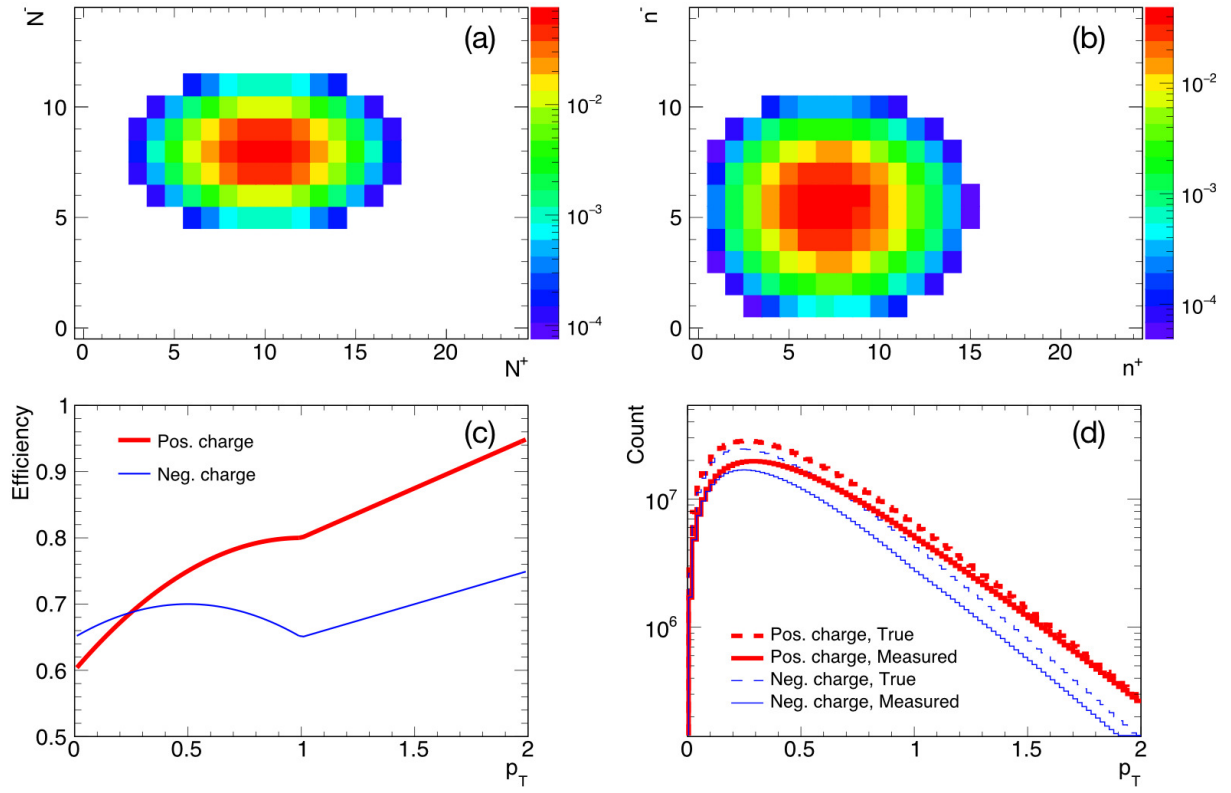 N⁻
(a)
10
5
0
0 5 10 15 20
N⁺
10⁻²
10⁻³
10⁻⁴
n⁻
(b)
10
5
0
0 5 10 15 20
n⁺
10⁻²
10⁻³
10⁻⁴
Efficiency
(c)
1
0.9
0.8
0.7
0.6
0.5
Pos. charge
Neg. charge
0 0.5 1 1.5 2
p_T
Count
(d)
10⁷
10⁶
Pos. charge, True
Pos. charge, Measured
Neg. charge, True
Neg. charge, Measured
0 0.5 1 1.5 2
p_T